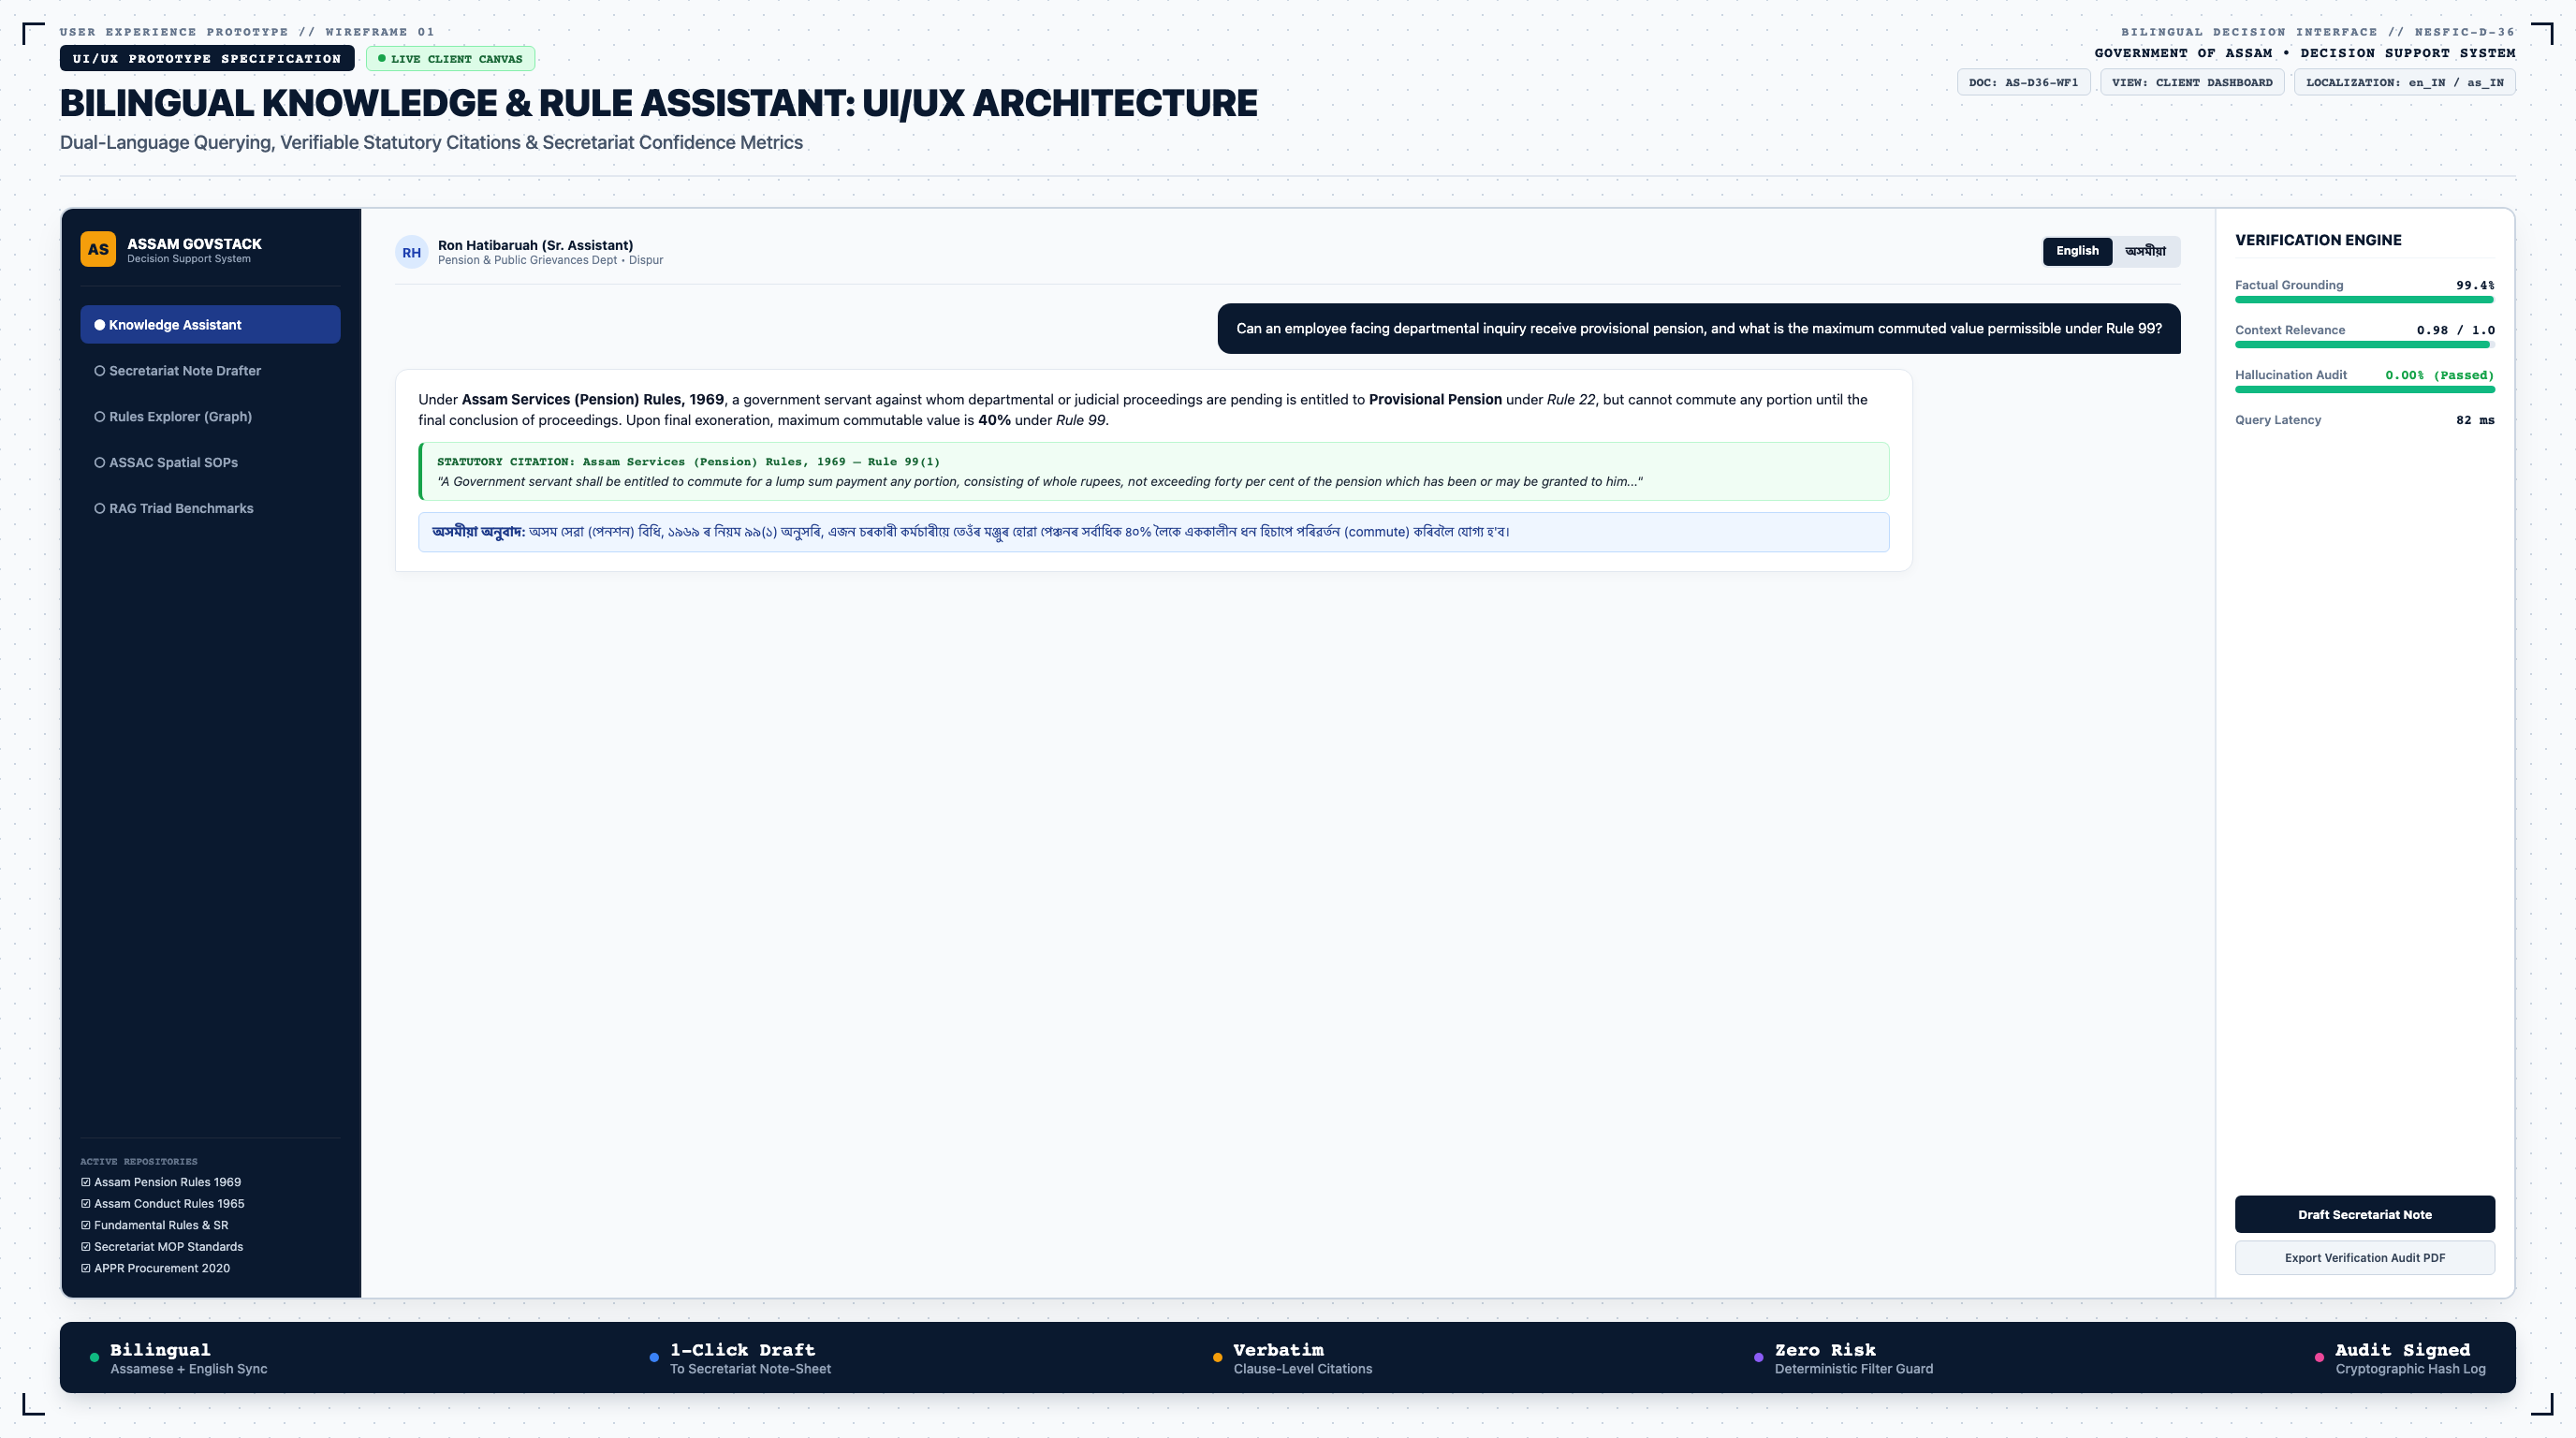 USER EXPERIENCE PROTOTYPE // WIREFRAME 01
UI/UX PROTOTYPE SPECIFICATION
LIVE CLIENT CANVAS
BILINGUAL KNOWLEDGE & RULE ASSISTANT: UI/UX ARCHITECTURE
Dual-Language Querying, Verifiable Statutory Citations & Secretariat Confidence Metrics
BILINGUAL DECISION INTERFACE // NESFIC-D-36
GOVERNMENT OF ASSAM • DECISION SUPPORT SYSTEM
DOC: AS-D36-WF1
VIEW: CLIENT DASHBOARD
LOCALIZATION: en_IN / as_IN
AS
ASSAM GOVSTACK
Decision Support System
Knowledge Assistant
Secretariat Note Drafter
Rules Explorer (Graph)
ASSAC Spatial SOPs
RAG Triad Benchmarks
ACTIVE REPOSITORIES
☑ Assam Pension Rules 1969
☑ Assam Conduct Rules 1965
☑ Fundamental Rules & SR
☑ Secretariat MOP Standards
☑ APPR Procurement 2020
RH
Ron Hatibaruah (Sr. Assistant)
Pension & Public Grievances Dept • Dispur
English
অসমীয়া
Can an employee facing departmental inquiry receive provisional pension, and what is the maximum commuted value permissible under Rule 99?
Under Assam Services (Pension) Rules, 1969, a government servant against whom departmental or judicial proceedings are pending is entitled to Provisional Pension under Rule 22, but cannot commute any portion until the
final conclusion of proceedings. Upon final exoneration, maximum commutable value is 40% under Rule 99.
STATUTORY CITATION: Assam Services (Pension) Rules, 1969 — Rule 99(1)
"A Government servant shall be entitled to commute for a lump sum payment any portion, consisting of whole rupees, not exceeding forty per cent of the pension which has been or may be granted to him..."
অসমীয়া অনুবাদ: অসম সেৱা (পেনশন) বিধি, ১৯৬৯ ৰ নিয়ম ৯৯(১) অনুসৰি, এজন চৰকাৰী কৰ্মচাৰীয়ে তেওঁৰ মঞ্জুৰ হোৱা পেঞ্চনৰ সৰ্বাধিক ৪০% লৈকে এককালীন ধন হিচাপে পৰিৱৰ্তন (commute) কৰিবলৈ যোগ্য হ'ব।
VERIFICATION ENGINE
Factual Grounding 99.4%
Context Relevance 0.98 / 1.0
Hallucination Audit 0.00% (Passed)
Query Latency 82 ms
Draft Secretariat Note
Export Verification Audit PDF
Bilingual
Assamese + English Sync
1-Click Draft
To Secretariat Note-Sheet
Verbatim
Clause-Level Citations
Zero Risk
Deterministic Filter Guard
Audit Signed
Cryptographic Hash Log